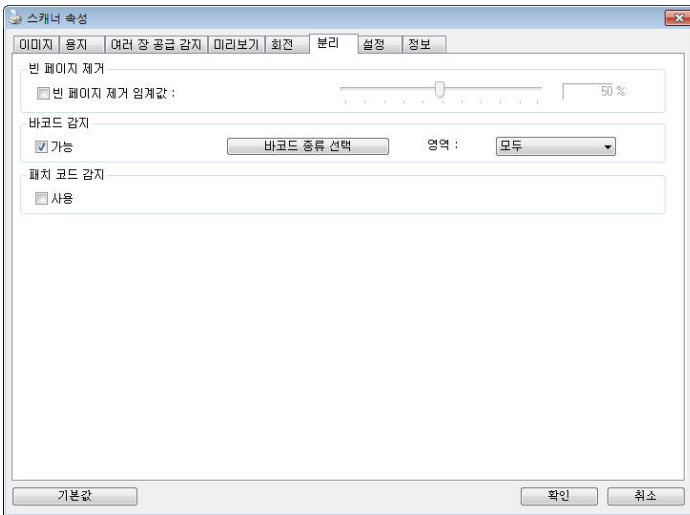 스캐너 속성
이미지 용지 여러 장 공급 감지 미리보기 회전 분리 설정 정보
빈 페이지 제거
빈 페이지 제거 임계값 : 50 %
바코드 감지
가능 바코드 종류 선택 영역 : 모두
패치 코드 감지
사용
기본값 확인 취소